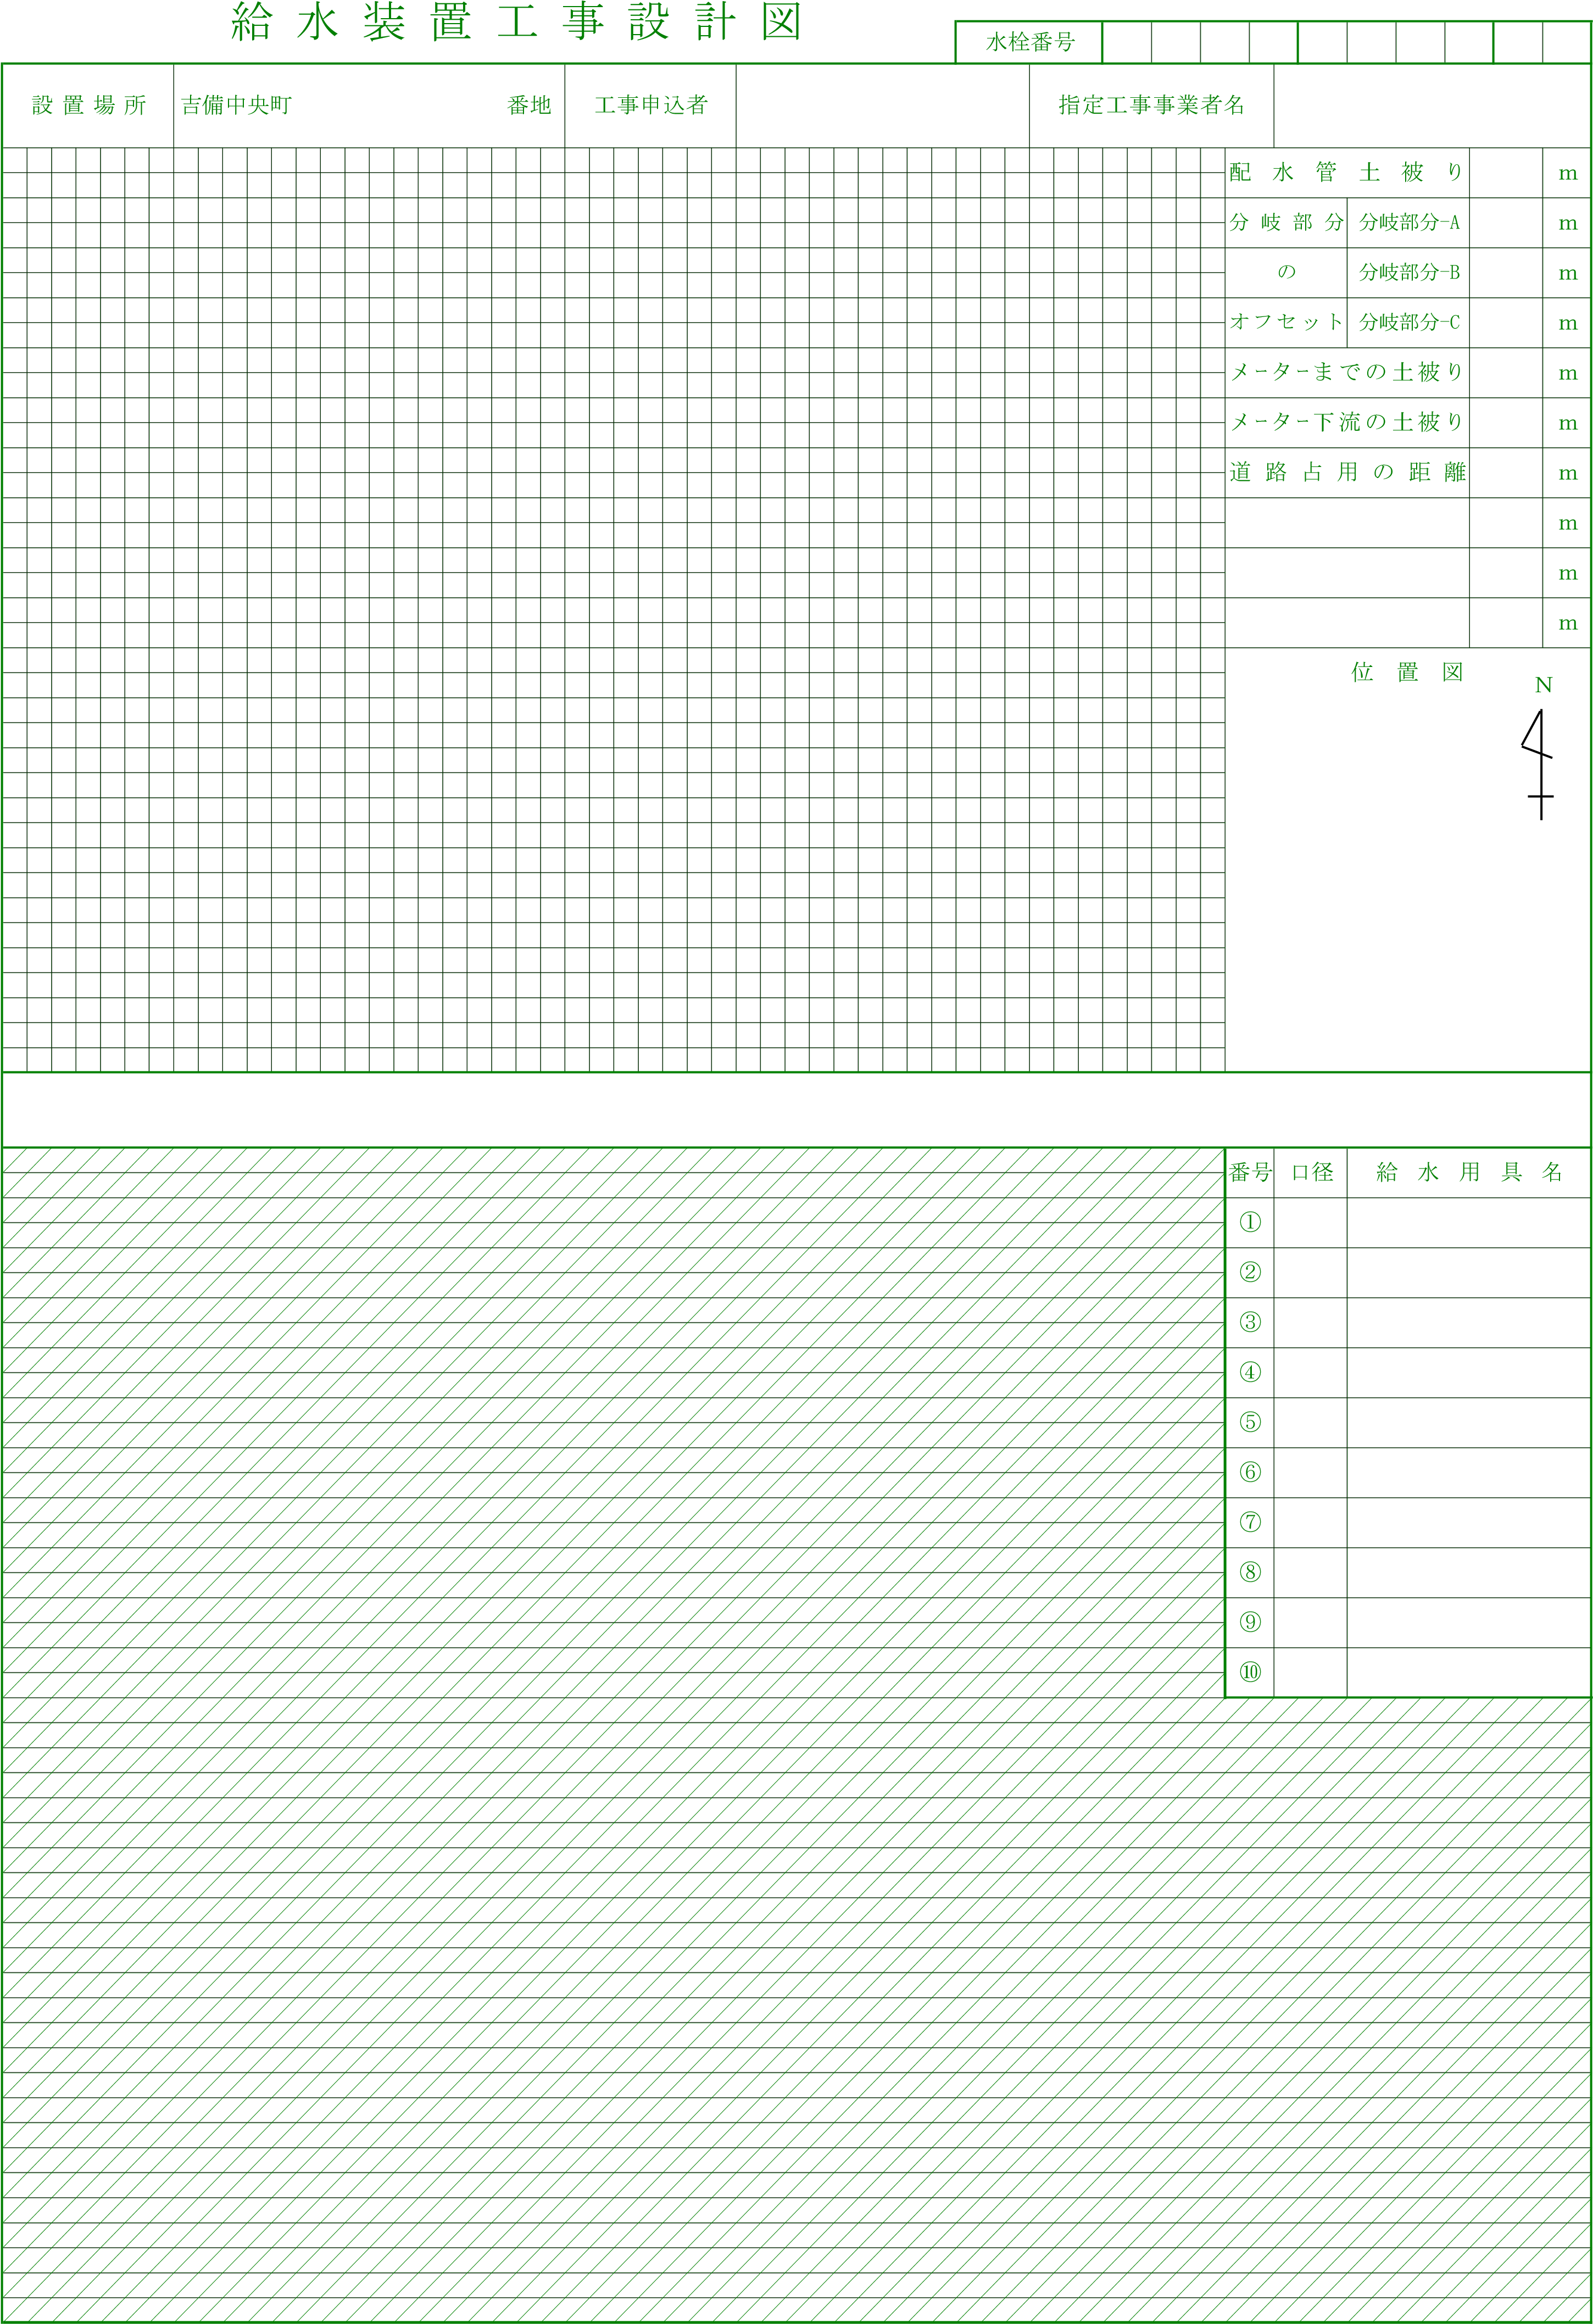 給水装置工事設計図
水栓番号
設置場所 吉備中央町 番地 工事申込者 指定工事事業者名
配水管土被り m
分岐部分 分岐部分-A m
の 分岐部分-B m
オフセット 分岐部分-C m
メーターまでの土被り m
メーター下流の土被り m
道路占用の距離 m
m
m
m
位置図
N
番号 口径 給水用具名
①
②
③
④
⑤
⑥
⑦
⑧
⑨
⑩